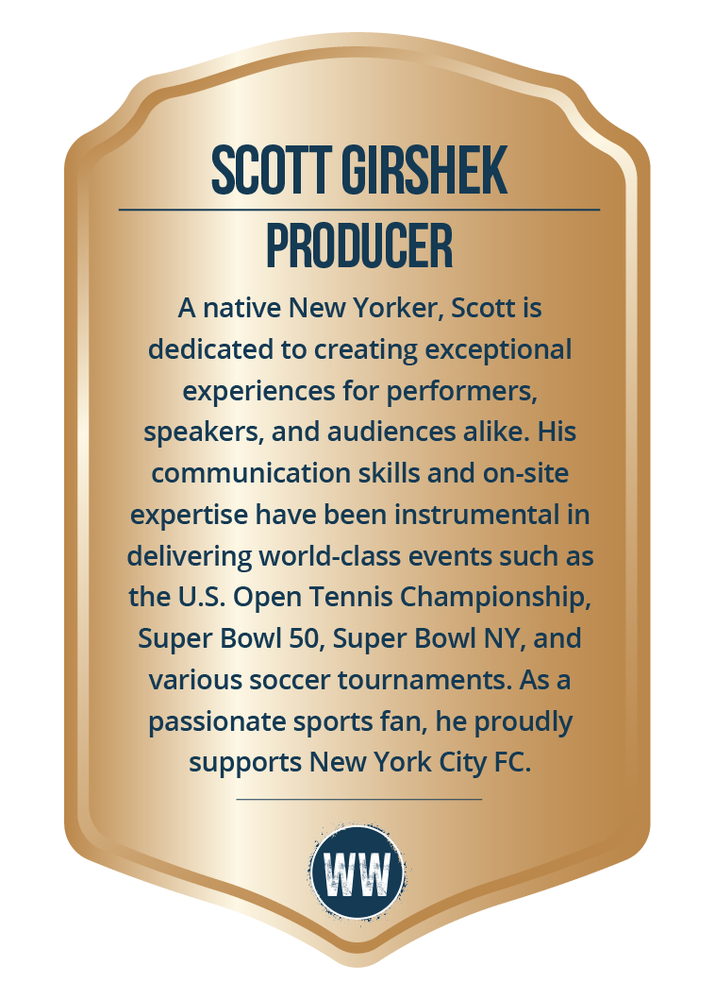 SCOTT GIRSHEK
PRODUCER
A native New Yorker, Scott is
dedicated to creating exceptional
experiences for performers,
speakers, and audiences alike. His
communication skills and on-site
expertise have been instrumental in
delivering world-class events such as
the U.S. Open Tennis Championship,
Super Bowl 50, Super Bowl NY, and
various soccer tournaments. As a
passionate sports fan, he proudly
supports New York City FC.
WW